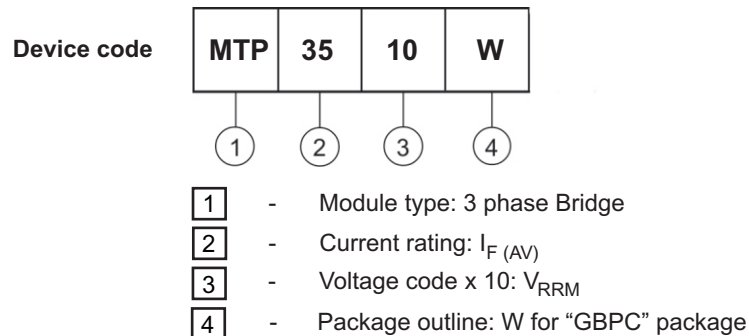 Device code MTP 35 10 W
1 2 3 4
1 - Module type: 3 phase Bridge
2 - Current rating: IF (AV)
3 - Voltage code x 10: VRRM
4 - Package outline: W for “GBPC” package